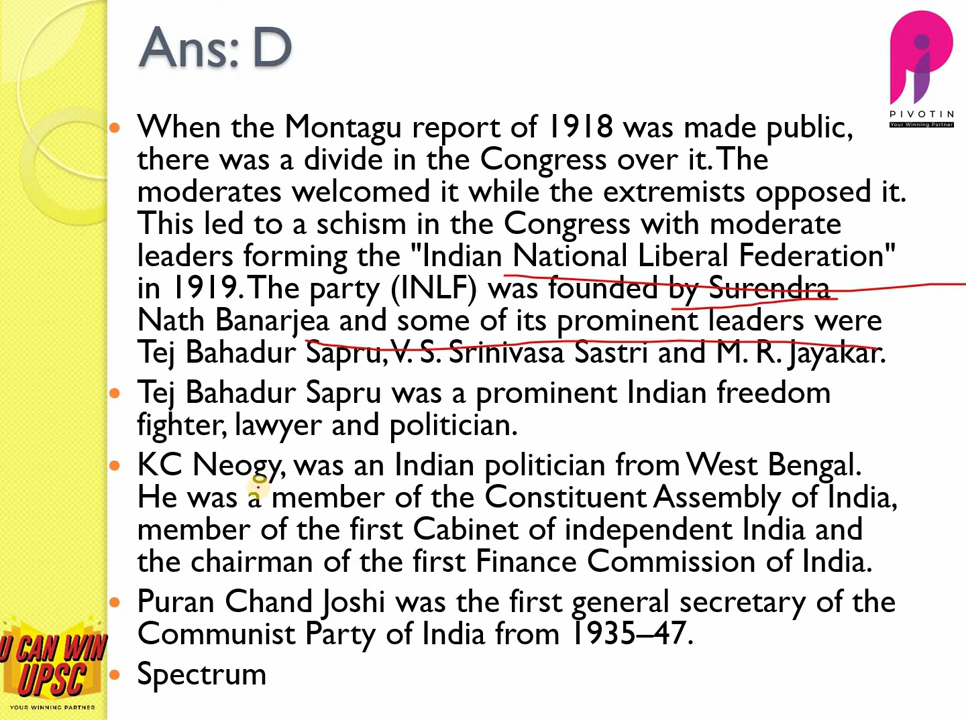 Ans: D
PIVOTIN
Your Winning Partner
When the Montagu report of 1918 was made public,
there was a divide in the Congress over it. The
moderates welcomed it while the extremists opposed it.
This led to a schism in the Congress with moderate
leaders forming the "Indian National Liberal Federation"
in 1919. The party (INLF) was founded by Surendra
Nath Banarjea and some of its prominent leaders were
Tej Bahadur Sapru, V. S. Srinivasa Sastri and M. R. Jayakar.
Tej Bahadur Sapru was a prominent Indian freedom
fighter, lawyer and politician.
KC Neogy, was an Indian politician from West Bengal.
He was a member of the Constituent Assembly of India,
member of the first Cabinet of independent India and
the chairman of the first Finance Commission of India.
Puran Chand Joshi was the first general secretary of the
Communist Party of India from 1935–47.
Spectrum
U CAN WIN
UPSC
YOUR WINNING PARTNER